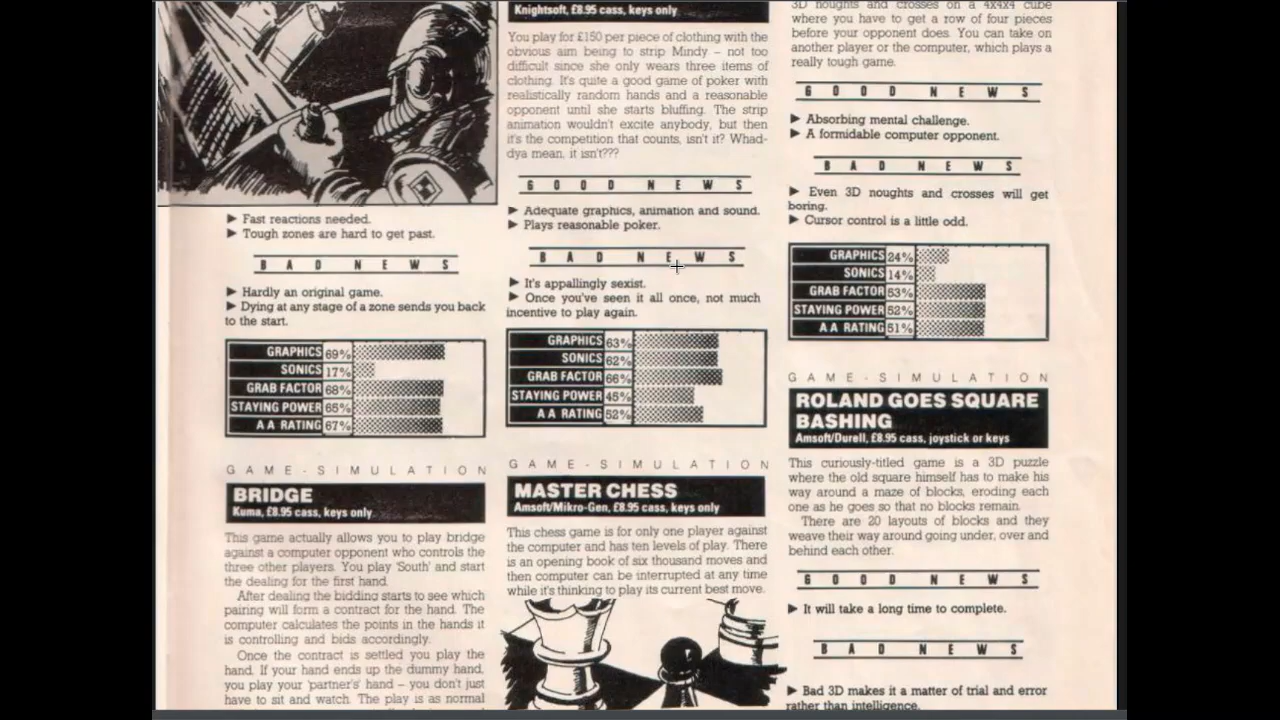 ▶ Fast reactions needed.
▶ Tough zones are hard to get past.
BAD NEWS
▶ Hardly an original game.
▶ Dying at any stage of a zone sends you back
to the start.
GRAPHICS 69%
SONICS 17%
GRAB FACTOR 68%
STAYING POWER 65%
AA RATING 67%
GAME-SIMULATION
BRIDGE
Kuma, £8.95 cass, keys only
This game actually allows you to play bridge
against a computer opponent who controls the
three other players. You play 'South' and start
the dealing for the first hand.
After dealing the bidding starts to see which
pairing will form a contract for the hand. The
computer calculates the points in the hands it
is controlling and bids accordingly.
Once the contract is settled you play the
hand. If your hand ends up the dummy hand,
you play your 'partner's' hand – you don't just
have to sit and watch. The play is as normal
Knightsoft, £8.95 cass, keys only
You play for £150 per piece of clothing with the
obvious aim being to strip Mindy – not too
difficult since she only wears three items of
clothing. It's quite a good game of poker with
realistically random hands and a reasonable
opponent until she starts bluffing. The strip
animation wouldn't excite anybody, but then
it's the competition that counts, isn't it? Whad-
dya mean, it isn't???
GOOD NEWS
▶ Adequate graphics, animation and sound.
▶ Plays reasonable poker.
BAD NEWS
▶ It's appallingly sexist.
▶ Once you've seen it all once, not much
incentive to play again.
GRAPHICS 63%
SONICS 62%
GRAB FACTOR 66%
STAYING POWER 45%
AA RATING 52%
GAME-SIMULATION
MASTER CHESS
Amsoft/Mikro-Gen, £8.95 cass, keys only
This chess game is for only one player against
the computer and has ten levels of play. There
is an opening book of six thousand moves and
then computer can be interrupted at any time
while it's thinking to play its current best move.
3D noughts and crosses on a 4x4x4 cube
where you have to get a row of four pieces
before your opponent does. You can take on
another player or the computer, which plays a
really tough game.
GOOD NEWS
▶ Absorbing mental challenge.
▶ A formidable computer opponent.
BAD NEWS
▶ Even 3D noughts and crosses will get
boring.
▶ Cursor control is a little odd.
GRAPHICS 24%
SONICS 14%
GRAB FACTOR 53%
STAYING POWER 52%
AA RATING 51%
GAME-SIMULATION
ROLAND GOES SQUARE
BASHING
Amsoft/Durell, £8.95 cass, joystick or keys
This curiously-titled game is a 3D puzzle
where the old square himself has to make his
way around a maze of blocks, eroding each
one as he goes so that no blocks remain.
There are 20 layouts of blocks and they
weave their way around going under, over and
behind each other.
GOOD NEWS
▶ It will take a long time to complete.
BAD NEWS
▶ Bad 3D makes it a matter of trial and error
rather than intelligence.